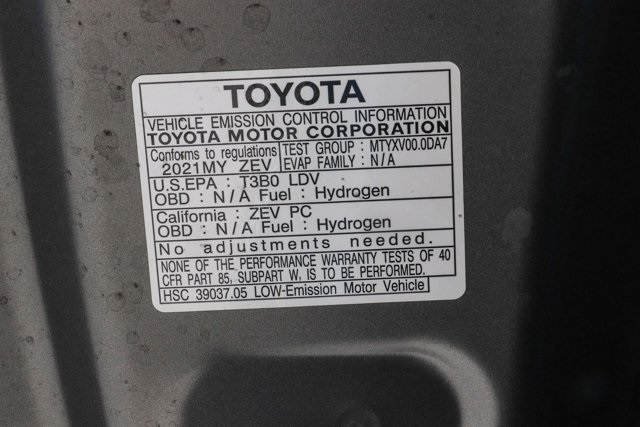 TOYOTA
VEHICLE EMISSION CONTROL INFORMATION
TOYOTA MOTOR CORPORATION
Conforms to regulations TEST GROUP : MTYXV00.0DA7
2021MY ZEV EVAP FAMILY : N/A
U.S.EPA : T3B0 LDV
OBD : N/A Fuel : Hydrogen
California : ZEV PC
OBD : N/A Fuel : Hydrogen
No adjustments needed.
NONE OF THE PERFORMANCE WARRANTY TESTS OF 40
CFR PART 85, SUBPART W, IS TO BE PERFORMED.
HSC 39037.05 LOW-Emission Motor Vehicle